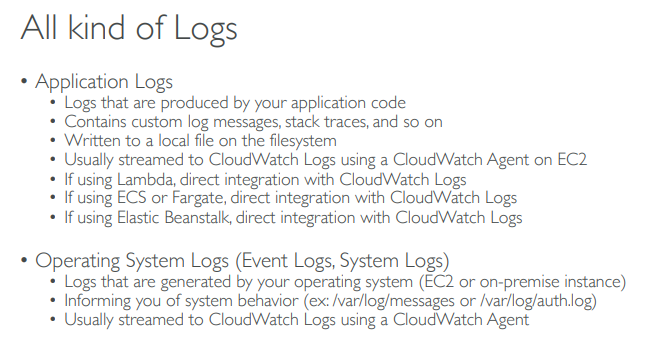 All kind of Logs
• Application Logs
• Logs that are produced by your application code
• Contains custom log messages, stack traces, and so on
• Written to a local file on the filesystem
• Usually streamed to CloudWatch Logs using a CloudWatch Agent on EC2
• If using Lambda, direct integration with CloudWatch Logs
• If using ECS or Fargate, direct integration with CloudWatch Logs
• If using Elastic Beanstalk, direct integration with CloudWatch Logs
• Operating System Logs (Event Logs, System Logs)
• Logs that are generated by your operating system (EC2 or on-premise instance)
• Informing you of system behavior (ex: /var/log/messages or /var/log/auth.log)
• Usually streamed to CloudWatch Logs using a CloudWatch Agent